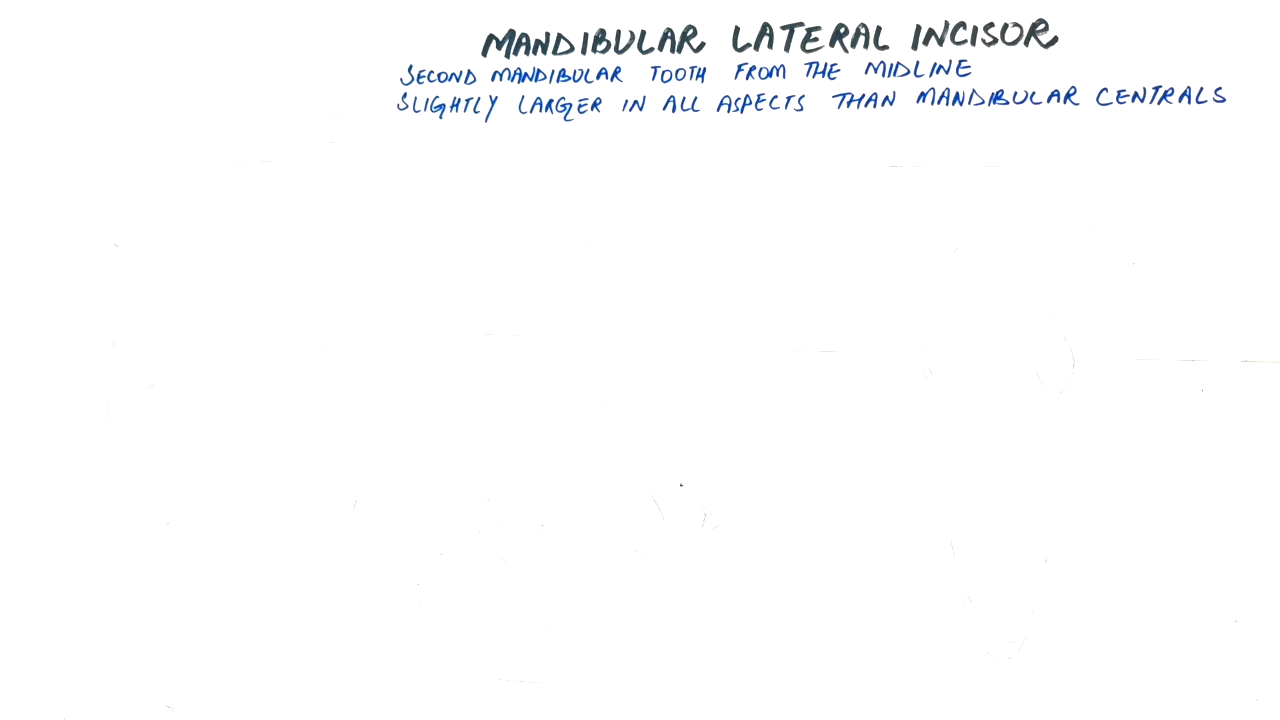 MANDIBULAR LATERAL INCISOR
SECOND MANDIBULAR TOOTH FROM THE MIDLINE
SLIGHTLY LARGER IN ALL ASPECTS THAN MANDIBULAR CENTRALS